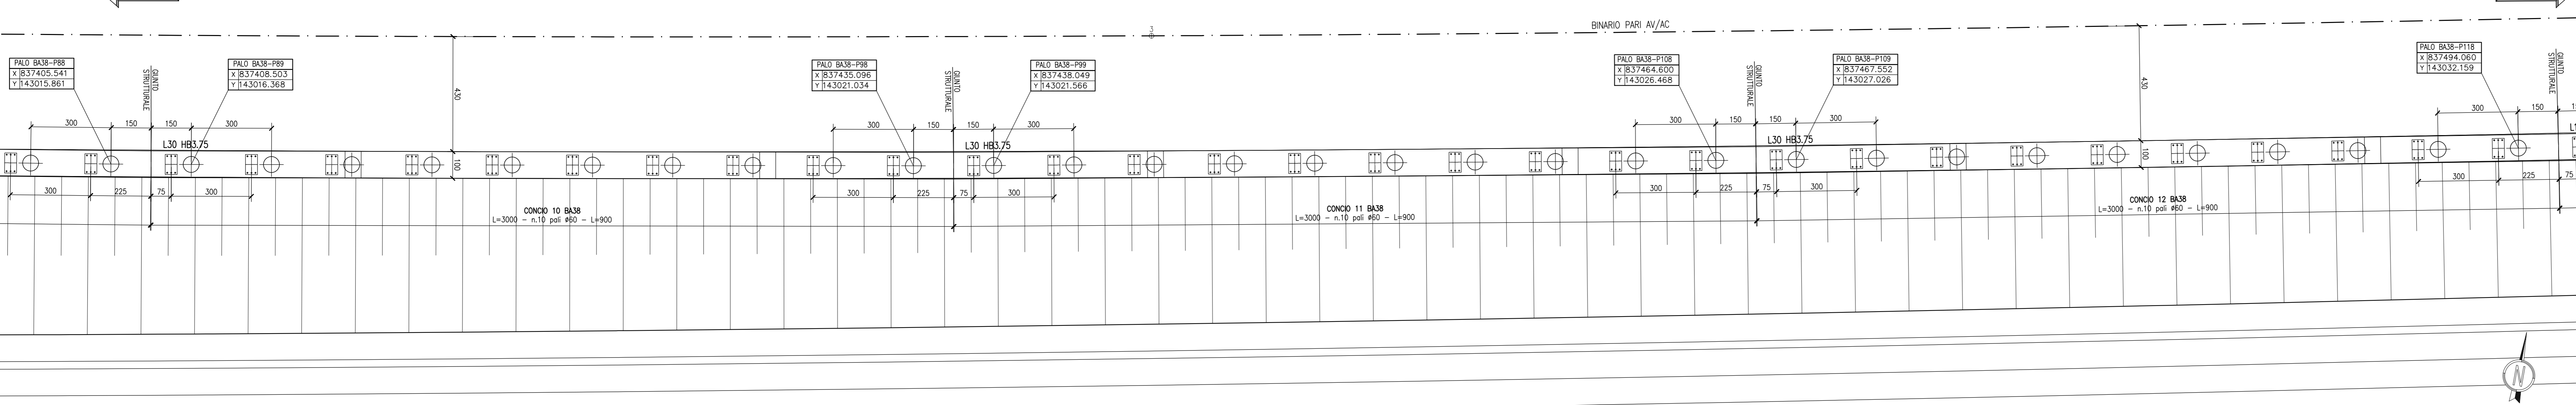 BINARIO PARI AV/AC
PALO BA38-P88
X 837405.541
Y 143015.861
GIUNTO
STRUTTURALE
PALO BA38-P89
X 837408.503
Y 143016.368
430
PALO BA38-P98
X 837435.096
Y 143021.034
GIUNTO
STRUTTURALE
PALO BA38-P99
X 837438.049
Y 143021.566
PALO BA38-P108
X 837464.600
Y 143026.468
GIUNTO
STRUTTURALE
PALO BA38-P109
X 837467.552
Y 143027.026
430
PALO BA38-P118
X 837494.060
Y 143032.159
GIUNTO
STRUTTURALE
300 150 150 300
300 150 150 300
300 150 150 300
300 150
L30 HB3.75
L30 HB3.75
L30 HB3.75
100
100
300 225 75 300
300 225 75 300
300 225 75 300
300 225 75
CONCIO 10 BA38
L=3000 - n.10 pali ø60 - L=900
CONCIO 11 BA38
L=3000 - n.10 pali ø60 - L=900
CONCIO 12 BA38
L=3000 - n.10 pali ø60 - L=900
N